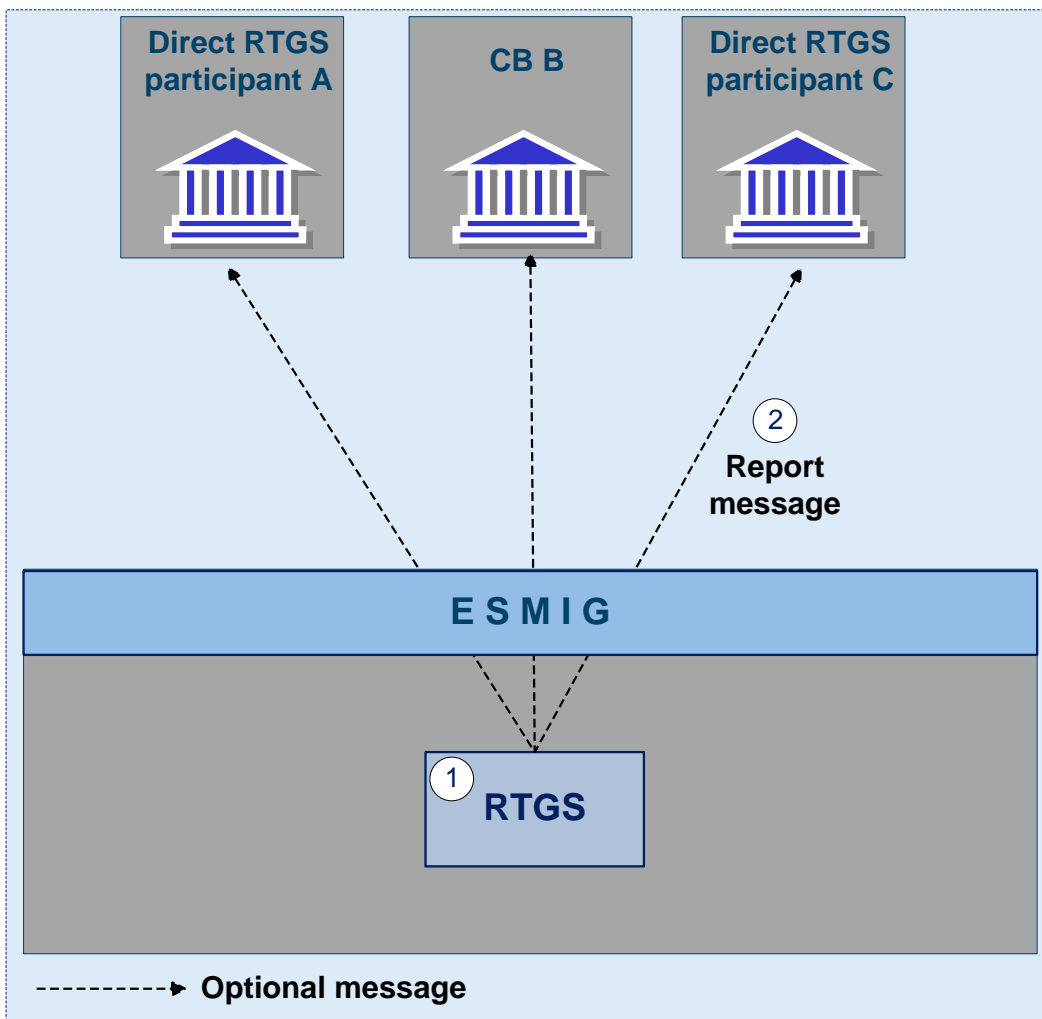 Direct RTGS
participant A
CB B
Direct RTGS
participant C
2
Report
message
E S M I G
1
RTGS
Optional message